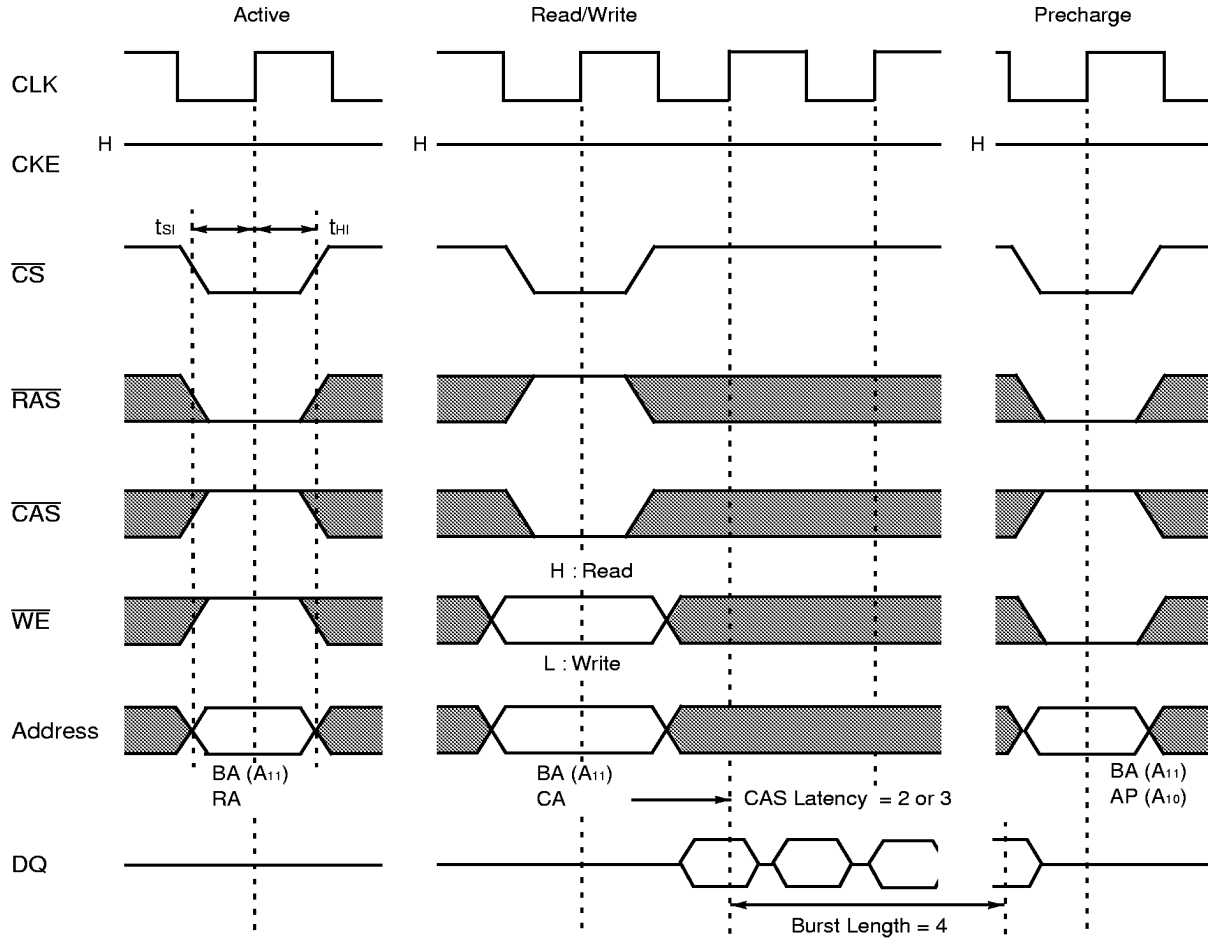 Active Read/Write Precharge
CLK
H H H
CKE
tSI tHI
CS
RAS
CAS
H : Read
WE
L : Write
Address
BA (A11) BA (A11) BA (A11)
RA CA CAS Latency = 2 or 3 AP (A10)
DQ
Burst Length = 4